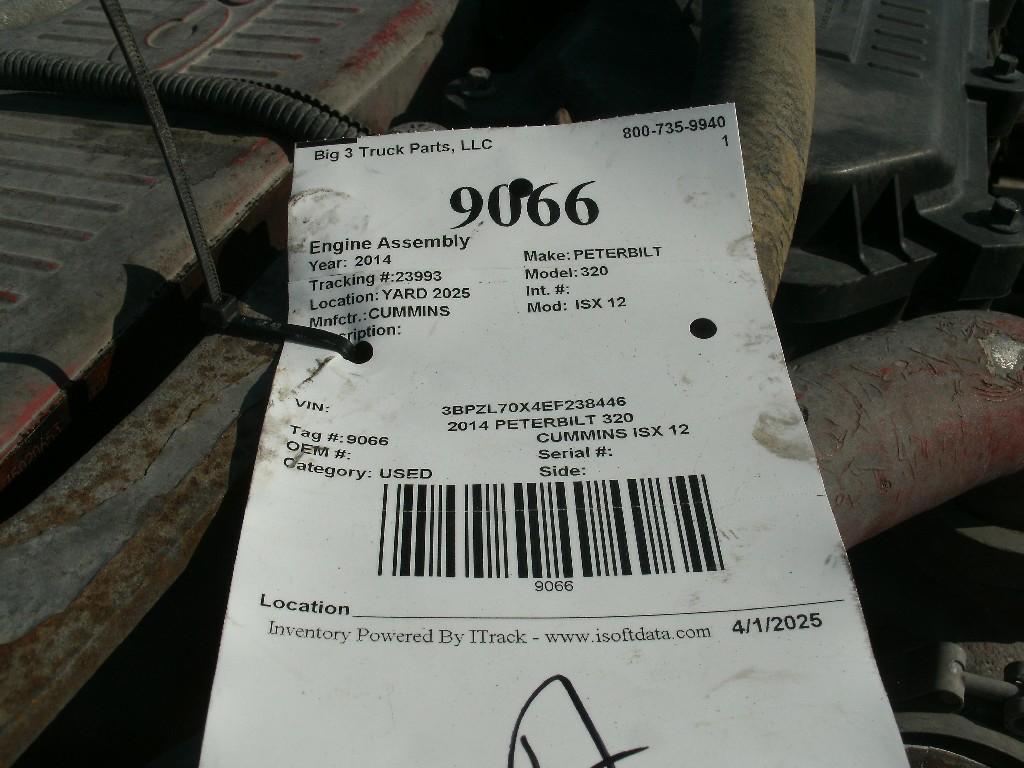 Big 3 Truck Parts, LLC 800-735-9940
1
9066
Engine Assembly
Year: 2014 Make: PETERBILT
Tracking #:23993 Model: 320
Location: YARD 2025 Int. #:
Mnfctr.: CUMMINS Mod: ISX 12
ription:
VIN: 3BPZL70X4EF238446
2014 PETERBILT 320
Tag #: 9066 CUMMINS ISX 12
OEM #: Serial #:
Category: USED Side:
9066
Location
Inventory Powered By ITrack - www.isoftdata.com 4/1/2025